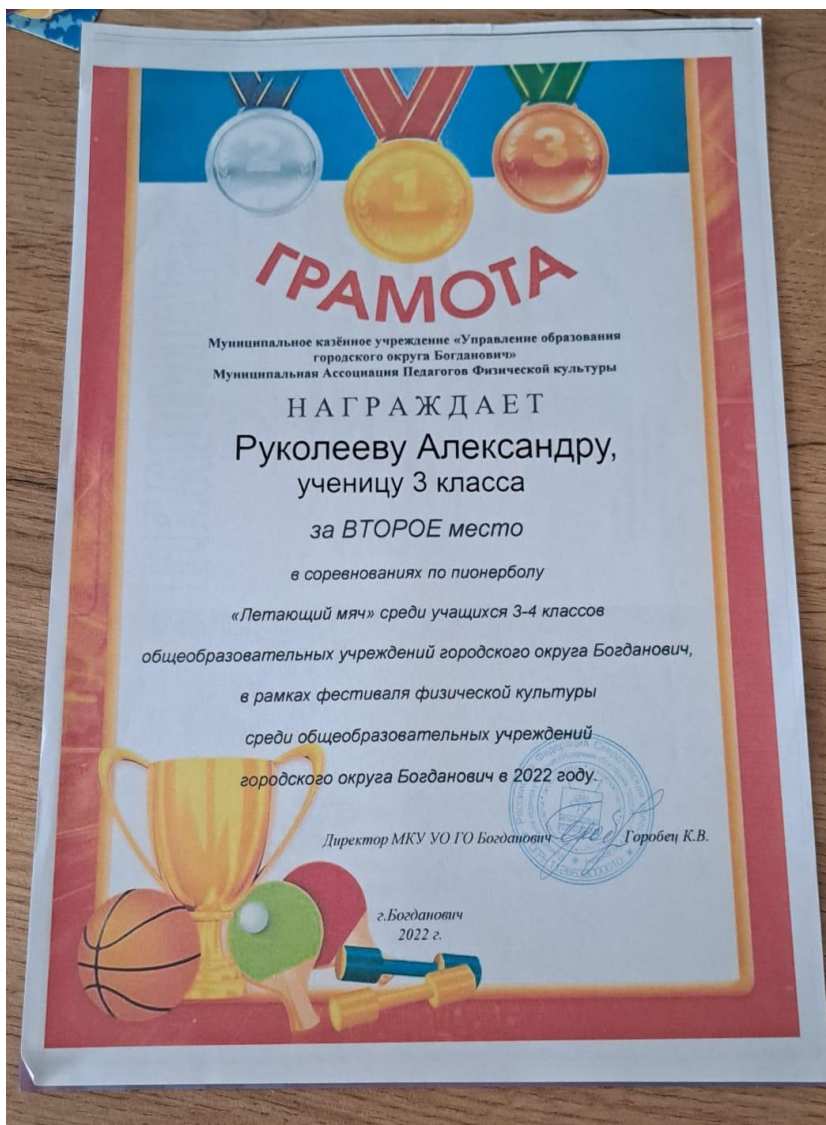 2
1
3
ГРАМОТА
Муниципальное казённое учреждение «Управление образования
городского округа Богданович»
Муниципальная Ассоциация Педагогов Физической культуры
НАГРАЖДАЕТ
Руколееву Александру,
ученицу 3 класса
за ВТОРОЕ место
в соревнованиях по пионерболу
«Летающий мяч» среди учащихся 3-4 классов
общеобразовательных учреждений городского округа Богданович,
в рамках фестиваля физической культуры
среди общеобразовательных учреждений
городского округа Богданович в 2022 году.
Директор МКУ УО ГО Богданович Горобец К.В.
г.Богданович
2022 г.